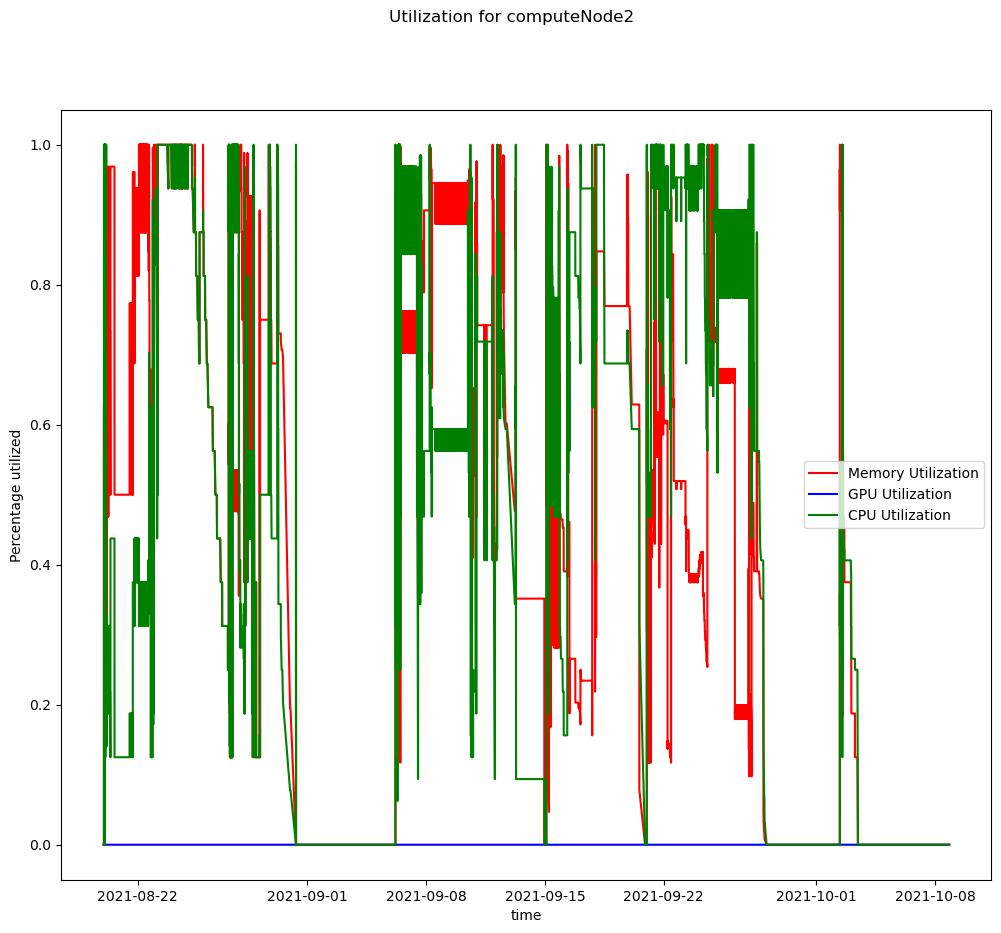 Utilization for computeNode2
1.0
0.8
0.6
0.4
0.2
0.0
Percentage utilized
Memory Utilization
GPU Utilization
CPU Utilization
2021-08-22
2021-09-01
2021-09-08
2021-09-15
2021-09-22
2021-10-01
2021-10-08
time